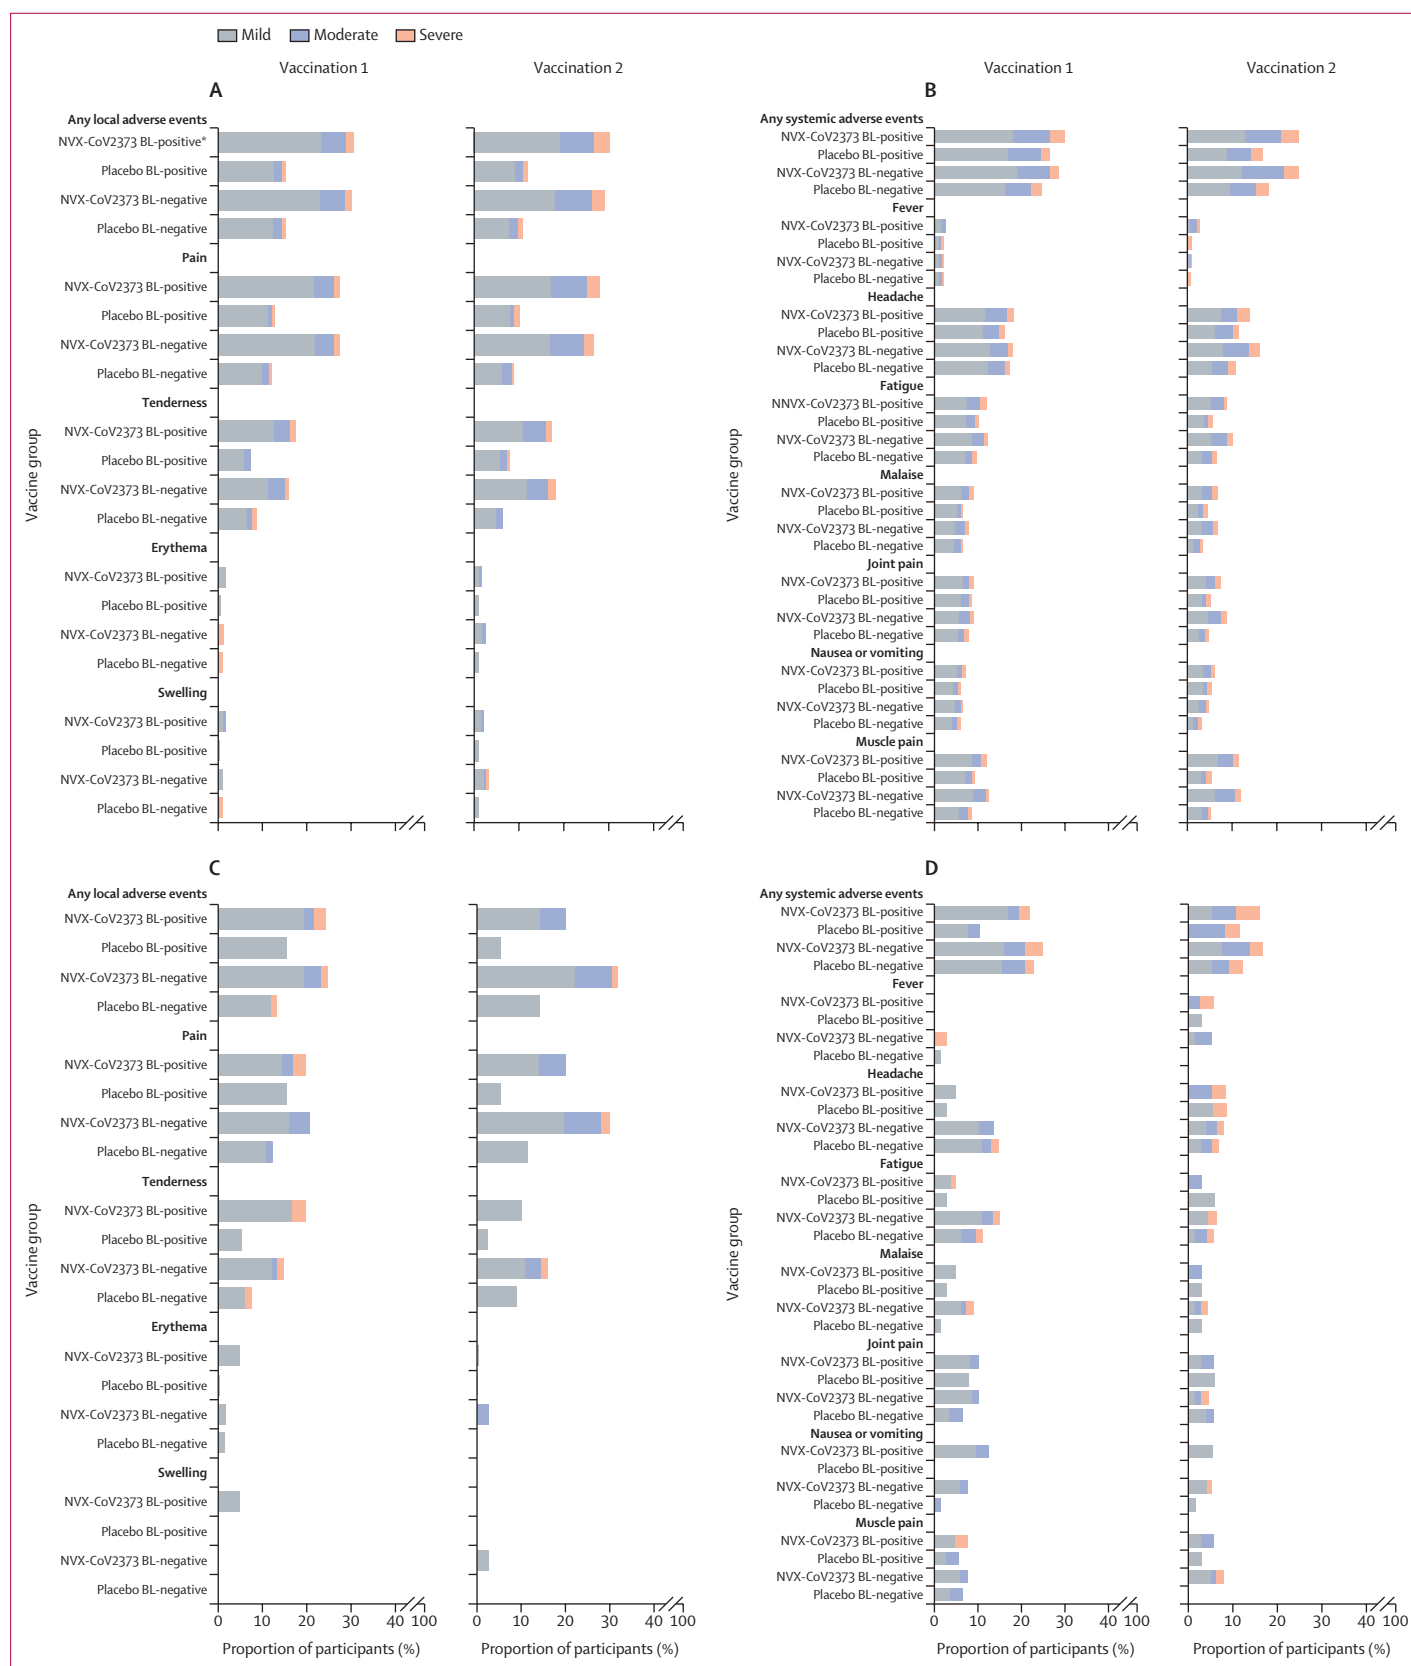 Mild Moderate Severe
Vaccination 1 Vaccination 2 Vaccination 1 Vaccination 2
A
Any local adverse events
NVX-CoV2373 BL-positive*
Placebo BL-positive
NVX-CoV2373 BL-negative
Placebo BL-negative
Pain
NVX-CoV2373 BL-positive
Placebo BL-positive
NVX-CoV2373 BL-negative
Placebo BL-negative
Tenderness
NVX-CoV2373 BL-positive
Placebo BL-positive
NVX-CoV2373 BL-negative
Placebo BL-negative
Erythema
NVX-CoV2373 BL-positive
Placebo BL-positive
NVX-CoV2373 BL-negative
Placebo BL-negative
Swelling
NVX-CoV2373 BL-positive
Placebo BL-positive
NVX-CoV2373 BL-negative
Placebo BL-negative
Vaccine group
B
Any systemic adverse events
NVX-CoV2373 BL-positive
Placebo BL-positive
NVX-CoV2373 BL-negative
Placebo BL-negative
Fever
NVX-CoV2373 BL-positive
Placebo BL-positive
NVX-CoV2373 BL-negative
Placebo BL-negative
Headache
NVX-CoV2373 BL-positive
Placebo BL-positive
NVX-CoV2373 BL-negative
Placebo BL-negative
Fatigue
NNVX-CoV2373 BL-positive
Placebo BL-positive
NVX-CoV2373 BL-negative
Placebo BL-negative
Malaise
NVX-CoV2373 BL-positive
Placebo BL-positive
NVX-CoV2373 BL-negative
Placebo BL-negative
Joint pain
NVX-CoV2373 BL-positive
Placebo BL-positive
NVX-CoV2373 BL-negative
Placebo BL-negative
Nausea or vomiting
NVX-CoV2373 BL-positive
Placebo BL-positive
NVX-CoV2373 BL-negative
Placebo BL-negative
Muscle pain
NVX-CoV2373 BL-positive
Placebo BL-positive
NVX-CoV2373 BL-negative
Placebo BL-negative
Vaccine group
C
Any local adverse events
NVX-CoV2373 BL-positive
Placebo BL-positive
NVX-CoV2373 BL-negative
Placebo BL-negative
Pain
NVX-CoV2373 BL-positive
Placebo BL-positive
NVX-CoV2373 BL-negative
Placebo BL-negative
Tenderness
NVX-CoV2373 BL-positive
Placebo BL-positive
NVX-CoV2373 BL-negative
Placebo BL-negative
Erythema
NVX-CoV2373 BL-positive
Placebo BL-positive
NVX-CoV2373 BL-negative
Placebo BL-negative
Swelling
NVX-CoV2373 BL-positive
Placebo BL-positive
NVX-CoV2373 BL-negative
Placebo BL-negative
Vaccine group
0 10 20 30 40 100 0 10 20 30 40 100
Proportion of participants (%) Proportion of participants (%)
D
Any systemic adverse events
NVX-CoV2373 BL-positive
Placebo BL-positive
NVX-CoV2373 BL-negative
Placebo BL-negative
Fever
NVX-CoV2373 BL-positive
Placebo BL-positive
NVX-CoV2373 BL-negative
Placebo BL-negative
Headache
NVX-CoV2373 BL-positive
Placebo BL-positive
NVX-CoV2373 BL-negative
Placebo BL-negative
Fatigue
NVX-CoV2373 BL-positive
Placebo BL-positive
NVX-CoV2373 BL-negative
Placebo BL-negative
Malaise
NVX-CoV2373 BL-positive
Placebo BL-positive
NVX-CoV2373 BL-negative
Placebo BL-negative
Joint pain
NVX-CoV2373 BL-positive
Placebo BL-positive
NVX-CoV2373 BL-negative
Placebo BL-negative
Nausea or vomiting
NVX-CoV2373 BL-positive
Placebo BL-positive
NVX-CoV2373 BL-negative
Placebo BL-negative
Muscle pain
NVX-CoV2373 BL-positive
Placebo BL-positive
NVX-CoV2373 BL-negative
Placebo BL-negative
Vaccine group
0 10 20 30 40 100 0 10 20 30 40 100
Proportion of participants (%) Proportion of participants (%)